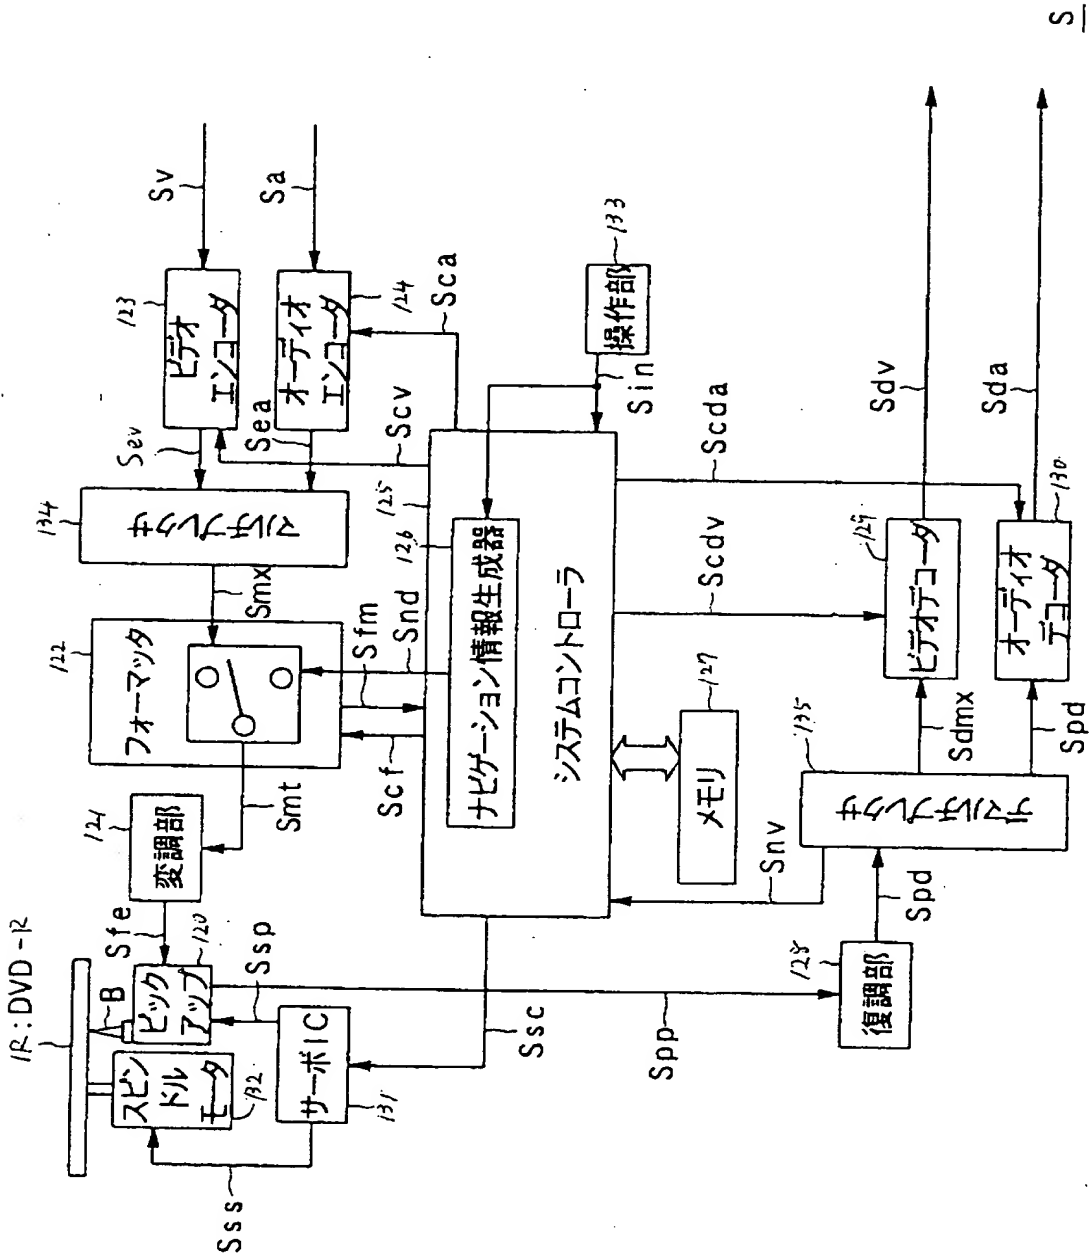 1R:DVD-R
B
スピン
ドル
モータ
132
Sss
ピック
アップ
120
Sfe
Ssp
サーボIC
131
121
変調部
Smt
122
フォーマッタ
Smx
134
マルチプレクサ
Sev
Sea
123
ビデオ
エンコーダ
Sv
124
オーディオ
エンコーダ
Sa
Scf
Sfm
Snd
Scv
Sca
125
126
ナビゲーション情報生成器
システムコントローラ
Sin
133
操作部
Ssc
Spp
127
メモリ
Snv
Scdv
Scda
128
復調部
Spd
135
デマルチプレクサ
Sdmx
Spd
129
ビデオデコーダ
Sdv
130
オーディオ
デコーダ
Sda
S